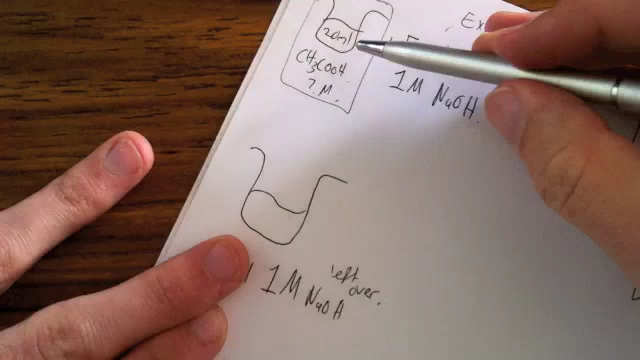 20ml
CH3COOH
? M.
Ex
1M NaOH.
1M NaOH left over.